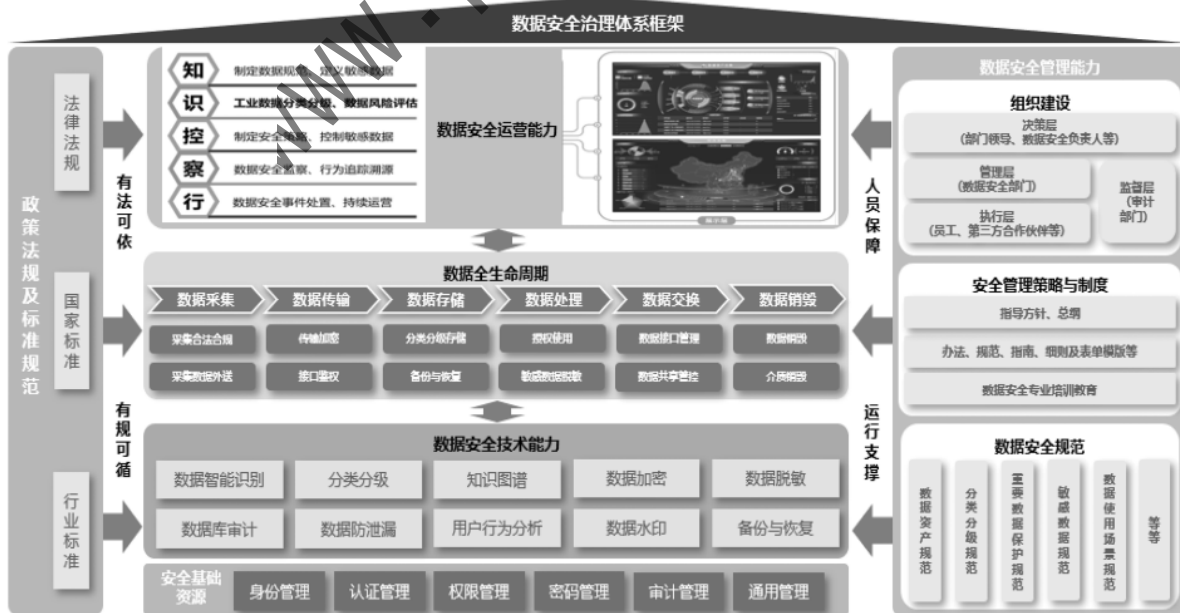 数据安全治理体系框架
政策法规及标准规范
法律法规
国家标准
行业标准
有法可依
有规可循
知
制定数据规范、定义敏感数据
识
工业数据分类分级、数据风险评估
控
制定安全策略、控制敏感数据
察
数据安全监察、行为追踪溯源
行
数据安全事件处置、持续运营
数据安全运营能力
数据全生命周期
数据采集 数据传输 数据存储 数据处理 数据交换 数据销毁
采集合法合规 传输加密 分类分级存储 授权使用 数据接口管理 数据销毁
采集数据外送 接口鉴权 备份与恢复 敏感数据脱敏 数据共享管控 介质销毁
数据安全技术能力
数据智能识别 分类分级 知识图谱 数据加密 数据脱敏
数据库审计 数据防泄漏 用户行为分析 数据水印 备份与恢复
安全基础
资源
身份管理 认证管理 权限管理 密码管理 审计管理 通用管理
人员保障
运行支撑
数据安全管理能力
组织建设
决策层
(部门领导、数据安全负责人等)
管理层
(数据安全部门)
执行层
(员工、第三方合作伙伴等)
监督层
(审计
部门)
安全管理策略与制度
指导方针、总纲
办法、规范、指南、细则及表单模版等
数据安全专业培训教育
数据安全规范
数据资产规范
分类分级规范
重要数据保护规范
敏感数据规范
数据使用场景规范
等等
www.